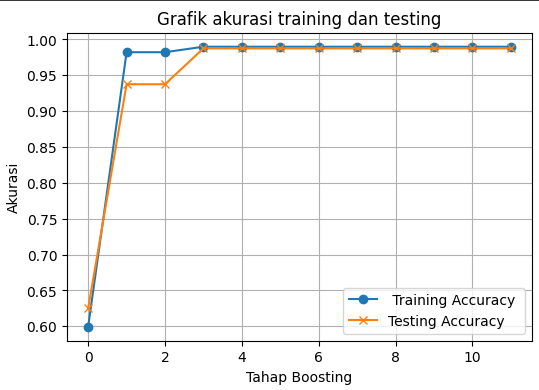 Grafik akurasi training dan testing
1.00
0.95
0.90
0.85
0.80
0.75
0.70
0.65
0.60
Akurasi
Training Accuracy
Testing Accuracy
0 2 4 6 8 10
Tahap Boosting